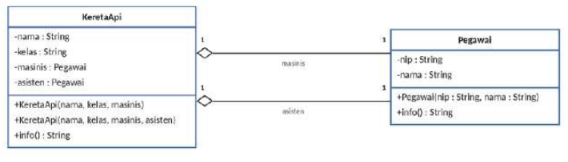 KeretaApi
-nama : String
-kelas : String
-masinis : Pegawai
-asisten : Pegawai
+KeretaApi(nama, kelas, masinis)
+KeretaApi(nama, kelas, masinis, asisten)
+info() : String
1
1
masinis
1
1
asisten
Pegawai
-nip : String
-nama : String
+Pegawai(nip : String, nama : String)
+info() : String